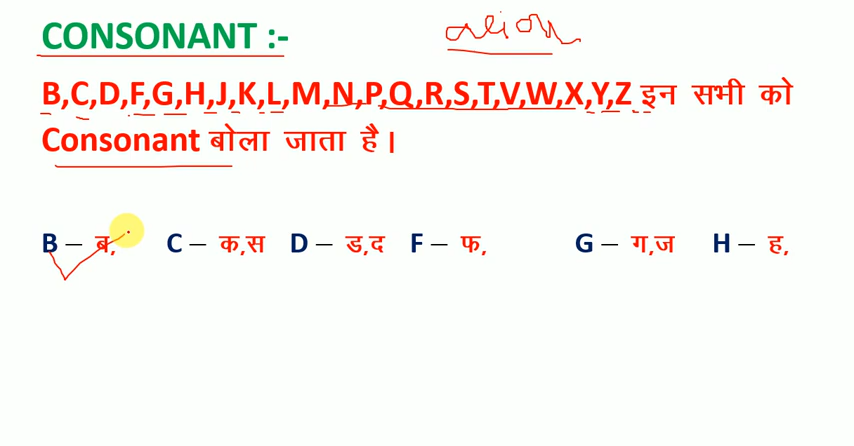 CONSONANT :-
B,C,D,F,G,H,J,K,L,M,N,P,Q,R,S,T,V,W,X,Y,Z इन सभी को
Consonant बोला जाता है।
B – ब, C – क,स D – ड,द F – फ, G – ग,ज H – ह,